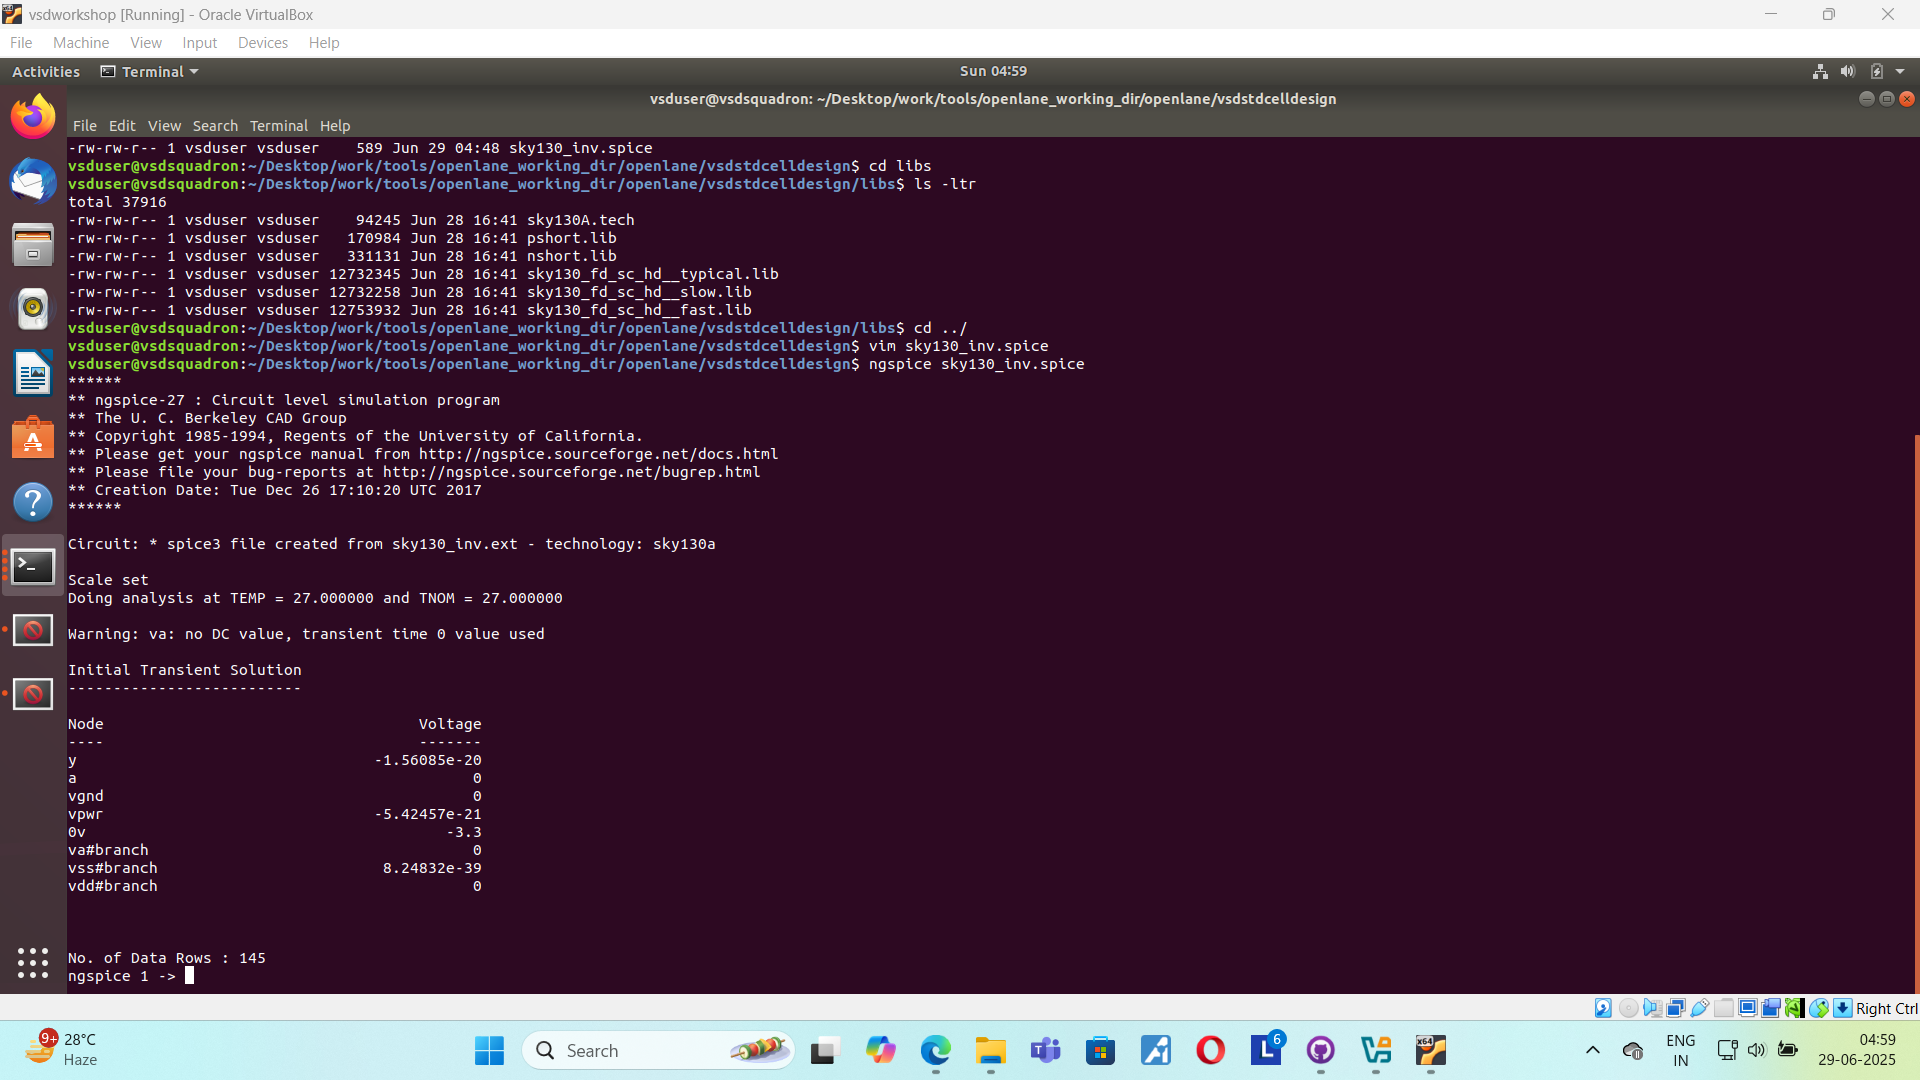 vsdworkshop [Running] - Oracle VirtualBox
File Machine View Input Devices Help
Activities Terminal Sun 04:59
vsduser@vsdsquadron: ~/Desktop/work/tools/openlane_working_dir/openlane/vsdstdcelldesign
File Edit View Search Terminal Help
-rw-rw-r-- 1 vsduser vsduser    589 Jun 29 04:48 sky130_inv.spice
vsduser@vsdsquadron:~/Desktop/work/tools/openlane_working_dir/openlane/vsdstdcelldesign$ cd libs
vsduser@vsdsquadron:~/Desktop/work/tools/openlane_working_dir/openlane/vsdstdcelldesign/libs$ ls -ltr
total 37916
-rw-rw-r-- 1 vsduser vsduser    94245 Jun 28 16:41 sky130A.tech
-rw-rw-r-- 1 vsduser vsduser   170984 Jun 28 16:41 pshort.lib
-rw-rw-r-- 1 vsduser vsduser   331131 Jun 28 16:41 nshort.lib
-rw-rw-r-- 1 vsduser vsduser 12732345 Jun 28 16:41 sky130_fd_sc_hd__typical.lib
-rw-rw-r-- 1 vsduser vsduser 12732258 Jun 28 16:41 sky130_fd_sc_hd__slow.lib
-rw-rw-r-- 1 vsduser vsduser 12753932 Jun 28 16:41 sky130_fd_sc_hd__fast.lib
vsduser@vsdsquadron:~/Desktop/work/tools/openlane_working_dir/openlane/vsdstdcelldesign/libs$ cd ../
vsduser@vsdsquadron:~/Desktop/work/tools/openlane_working_dir/openlane/vsdstdcelldesign$ vim sky130_inv.spice
vsduser@vsdsquadron:~/Desktop/work/tools/openlane_working_dir/openlane/vsdstdcelldesign$ ngspice sky130_inv.spice
******
** ngspice-27 : Circuit level simulation program
** The U. C. Berkeley CAD Group
** Copyright 1985-1994, Regents of the University of California.
** Please get your ngspice manual from http://ngspice.sourceforge.net/docs.html
** Please file your bug-reports at http://ngspice.sourceforge.net/bugrep.html
** Creation Date: Tue Dec 26 17:10:20 UTC 2017
******
Circuit: * spice3 file created from sky130_inv.ext - technology: sky130a
Scale set
Doing analysis at TEMP = 27.000000 and TNOM = 27.000000
Warning: va: no DC value, transient time 0 value used
Initial Transient Solution
--------------------------
Node                                   Voltage
----                                   -------
y                                 -1.56085e-20
a                                            0
vgnd                                         0
vpwr                              -5.42457e-21
0v                                        -3.3
va#branch                                    0
vss#branch                         8.24832e-39
vdd#branch                                   0
No. of Data Rows : 145
ngspice 1 ->
Right Ctrl
9+ 28°C
Haze
Search
6
ENG
IN
04:59
29-06-2025